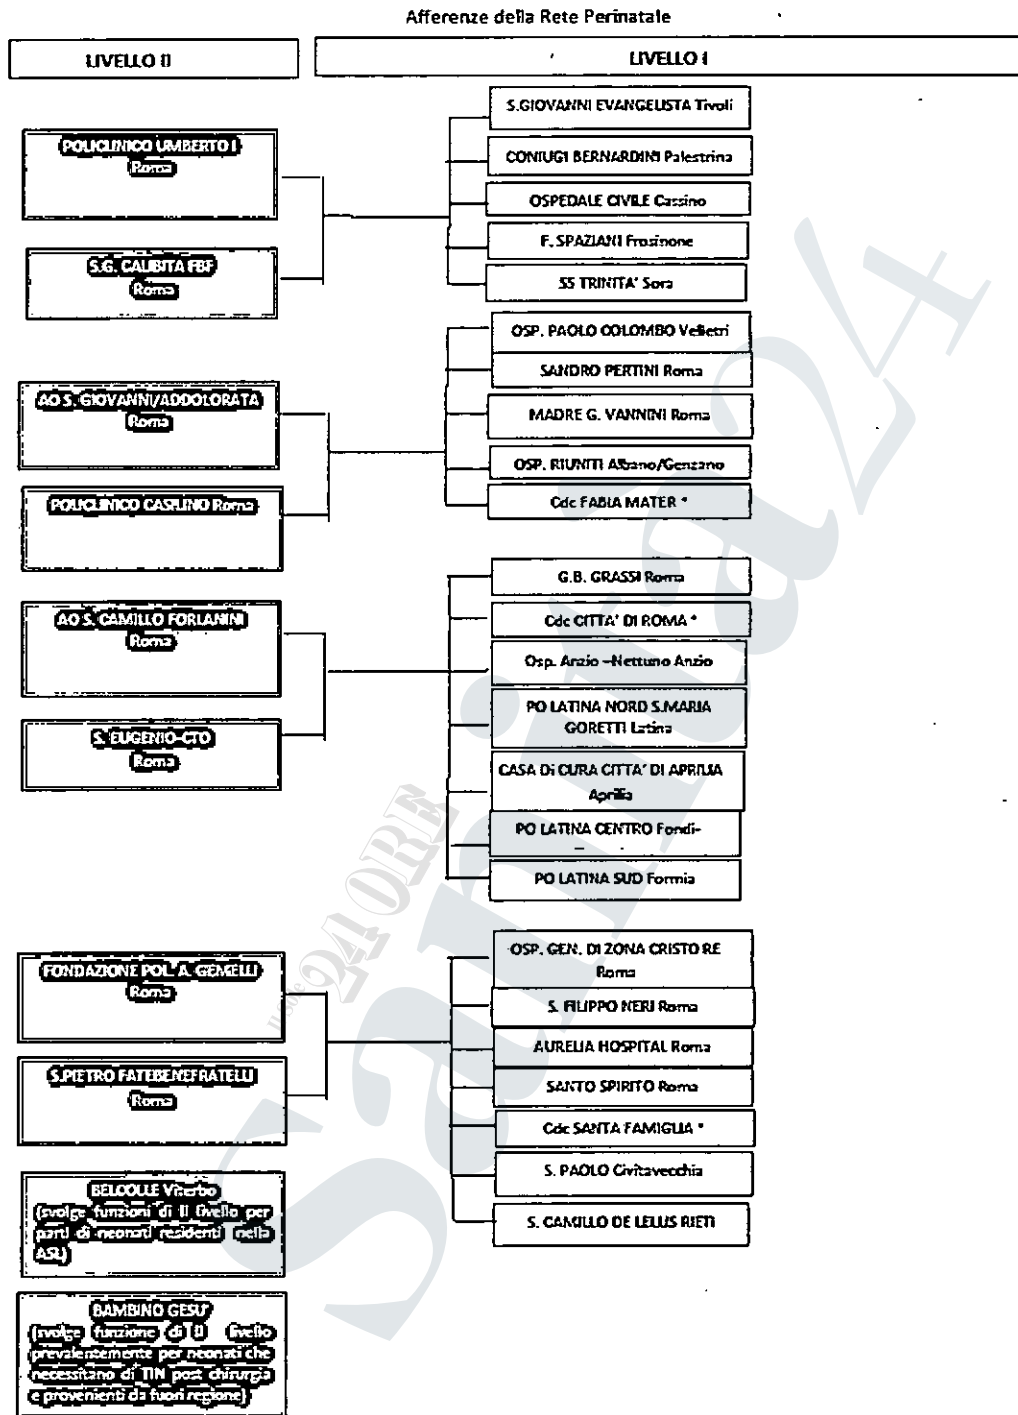 Afferenze della Rete Perinatale
LIVELLO II
LIVELLO I
POLICLINICO UMBERTO I
Roma
S.G. CALIBITA FBF
Roma
S.GIOVANNI EVANGELISTA Tivoli
CONIUGI BERNARDINI Palestrina
OSPEDALE CIVILE Cassino
F. SPAZIANI Frosinone
SS TRINITA' Sora
AO S. GIOVANNI/ADDOLORATA
Roma
POLICLINICO CASILINO Roma
OSP. PAOLO COLOMBO Velletri
SANDRO PERTINI Roma
MADRE G. VANNINI Roma
OSP. RIUNITI Albano/Genzano
Cdc FABIA MATER *
AO S. CAMILLO FORLANINI
Roma
S. EUGENIO-CTO
Roma
G.B. GRASSI Roma
Cdc CITTA' DI ROMA *
Osp. Anzio –Nettuno Anzio
PO LATINA NORD S.MARIA
GORETTI Latina
CASA Di CURA CITTA' DI APRILIA
Aprilia
PO LATINA CENTRO Fondi-
PO LATINA SUD Formia
FONDAZIONE POL. A. GEMELLI
Roma
S.PIETRO FATEBENEFRATELLI
Roma
OSP. GEN. DI ZONA CRISTO RE
Roma
S. FILIPPO NERI Roma
AURELIA HOSPITAL Roma
SANTO SPIRITO Roma
Cdc SANTA FAMIGLIA *
S. PAOLO Civitavecchia
S. CAMILLO DE LELLIS RIETI
BELCOLLE Viterbo
(svolge funzioni di II livello per
parti di neonati residenti nella
ASL)
BAMBINO GESU'
(svolge funzione di II livello
prevalentemente per neonati che
necessitano di TIN post chirurgia
e provenienti da fuori regione)
24 ORE
Sanità24